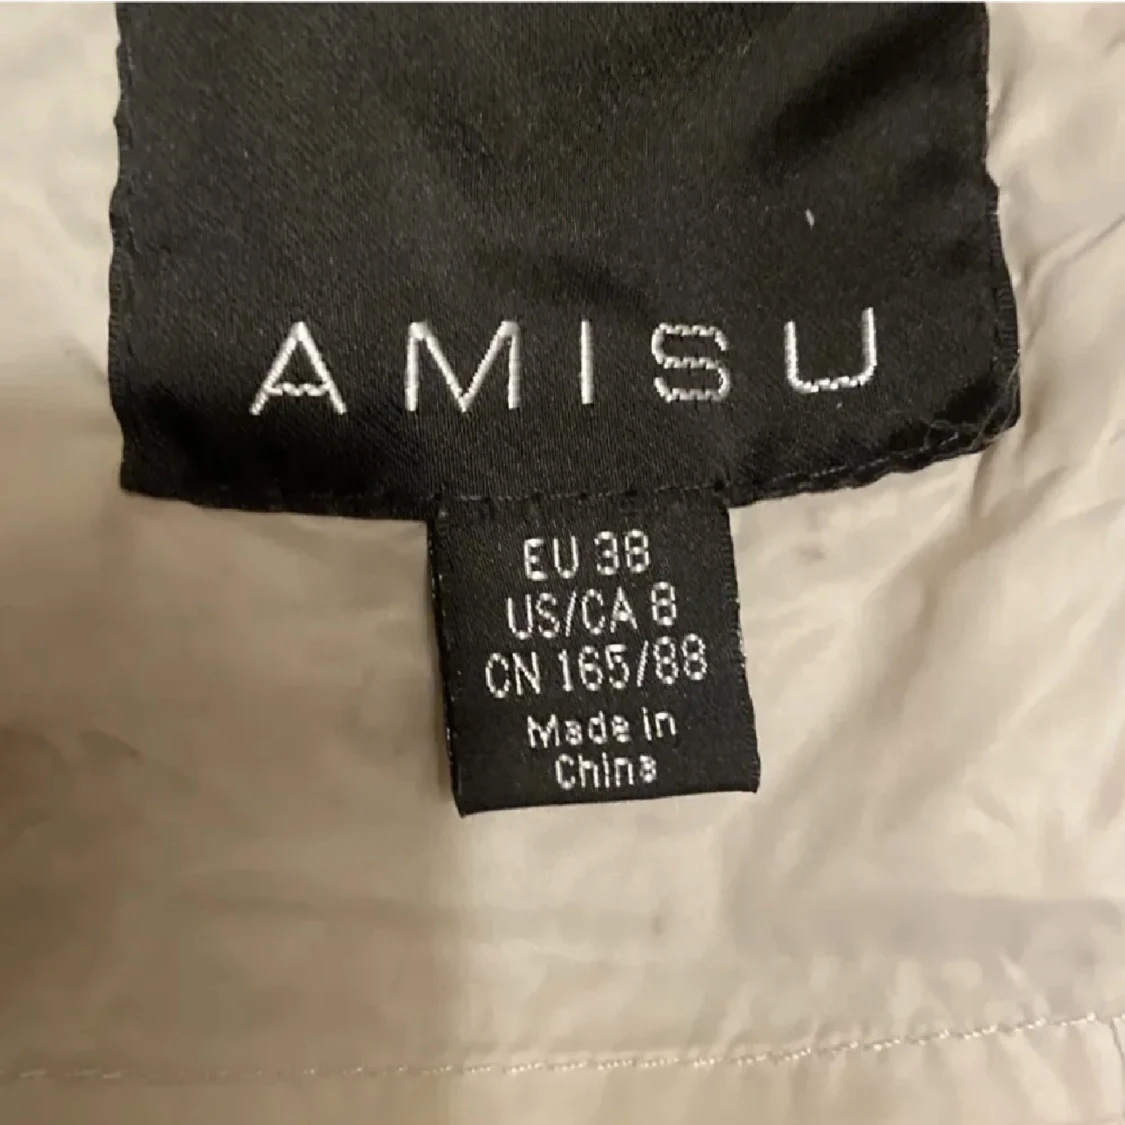 AMISU
EU 38
US/CA 8
CN 165/88
Made in
China